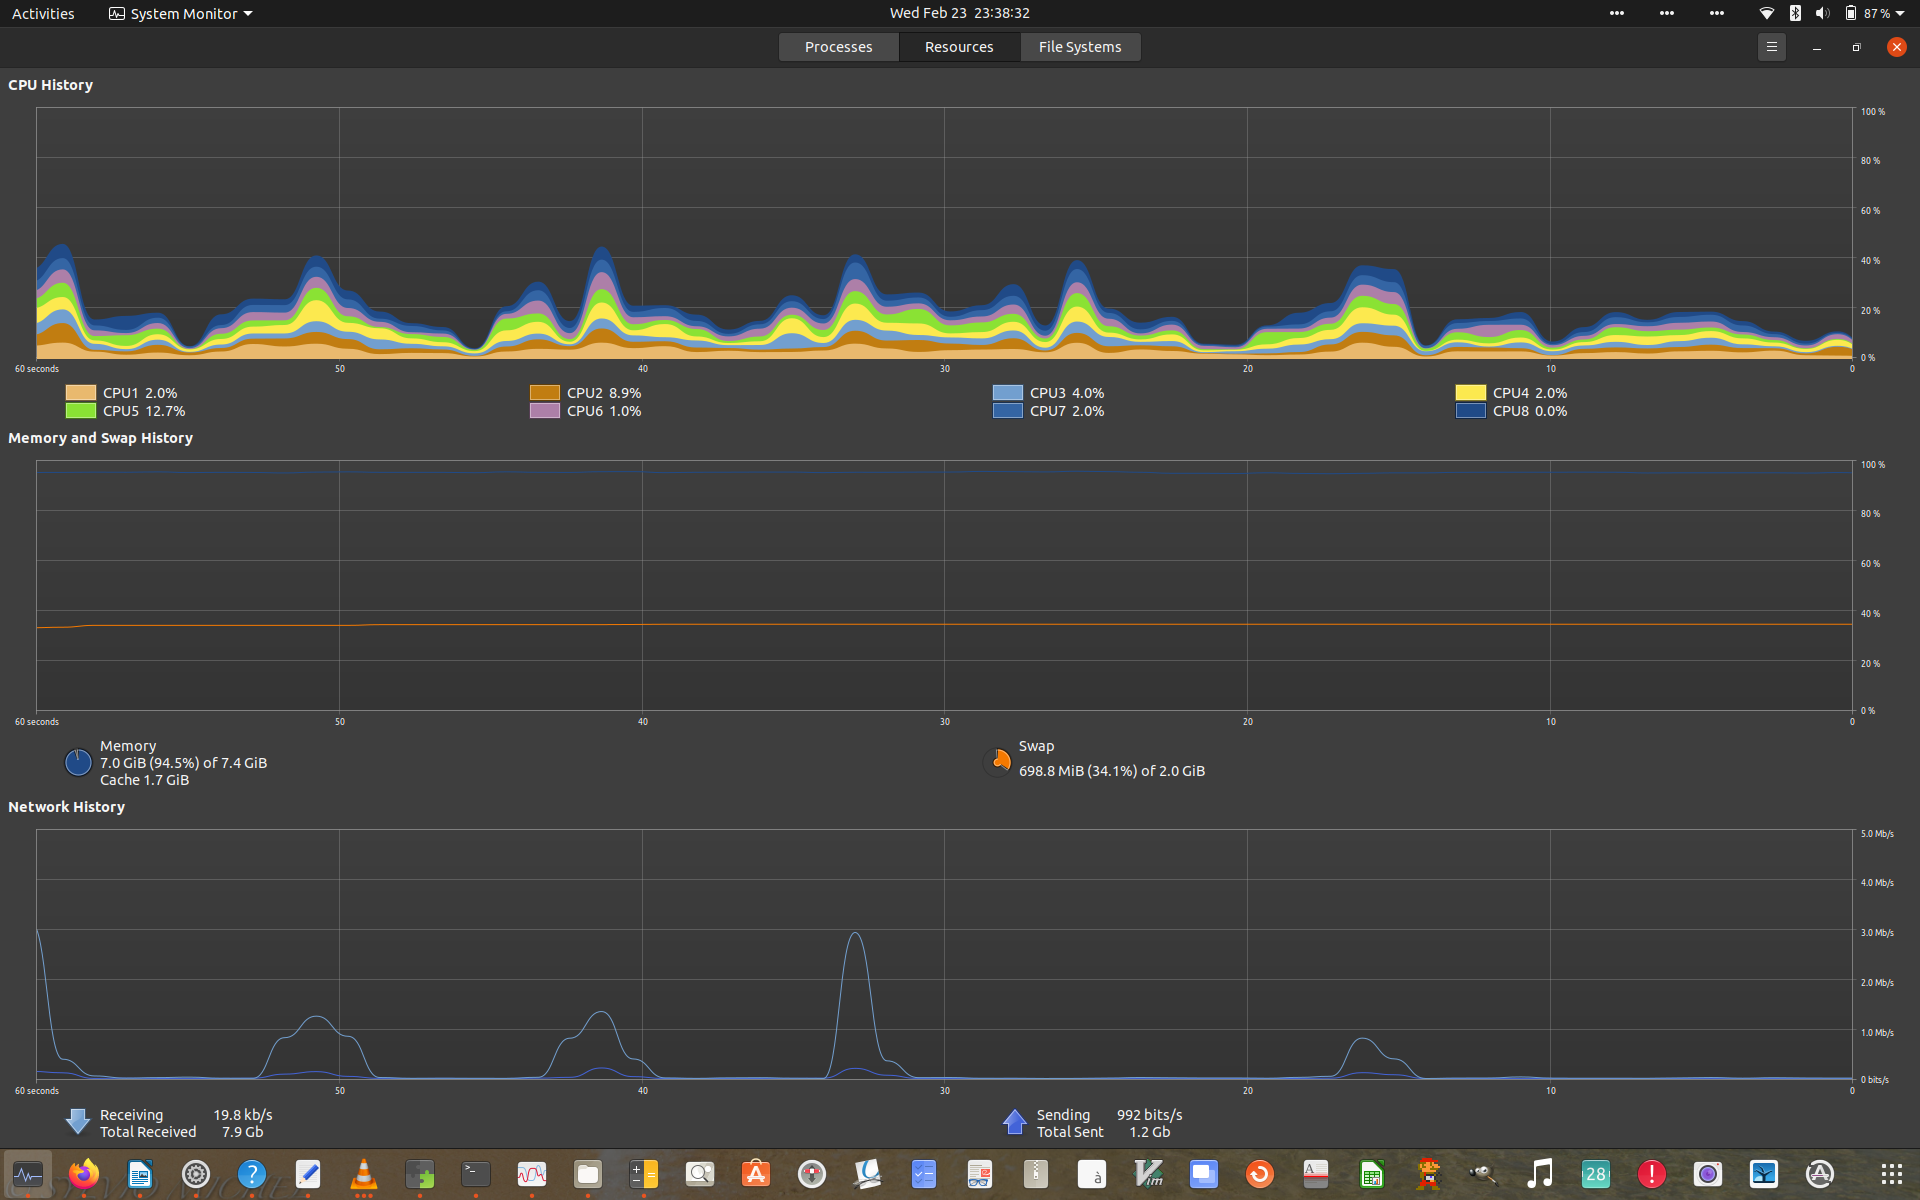 Activities System Monitor Wed Feb 23 23:38:32 87 %
Processes Resources File Systems
CPU History
100 %
80 %
60 %
40 %
20 %
0 %
60 seconds 50 40 30 20 10 0
CPU1 2.0% CPU2 8.9% CPU3 4.0% CPU4 2.0%
CPU5 12.7% CPU6 1.0% CPU7 2.0% CPU8 0.0%
Memory and Swap History
100 %
80 %
60 %
40 %
20 %
0 %
60 seconds 50 40 30 20 10 0
Memory
7.0 GiB (94.5%) of 7.4 GiB
Cache 1.7 GiB
Swap
698.8 MiB (34.1%) of 2.0 GiB
Network History
5.0 Mb/s
4.0 Mb/s
3.0 Mb/s
2.0 Mb/s
1.0 Mb/s
0 bits/s
60 seconds 50 40 30 20 10 0
Receiving 19.8 kb/s
Total Received 7.9 Gb
Sending 992 bits/s
Total Sent 1.2 Gb
à Vim A 28